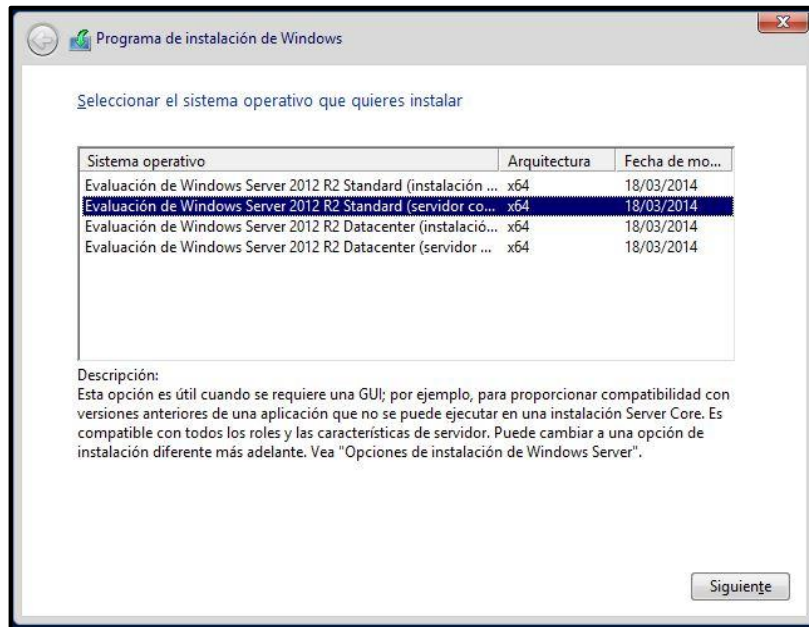 Programa de instalación de Windows
Seleccionar el sistema operativo que quieres instalar
Sistema operativo Arquitectura Fecha de mo...
Evaluación de Windows Server 2012 R2 Standard (instalación ... x64 18/03/2014
Evaluación de Windows Server 2012 R2 Standard (servidor co... x64 18/03/2014
Evaluación de Windows Server 2012 R2 Datacenter (instalació... x64 18/03/2014
Evaluación de Windows Server 2012 R2 Datacenter (servidor ... x64 18/03/2014
Descripción:
Esta opción es útil cuando se requiere una GUI; por ejemplo, para proporcionar compatibilidad con
versiones anteriores de una aplicación que no se puede ejecutar en una instalación Server Core. Es
compatible con todos los roles y las características de servidor. Puede cambiar a una opción de
instalación diferente más adelante. Vea "Opciones de instalación de Windows Server".
Siguiente